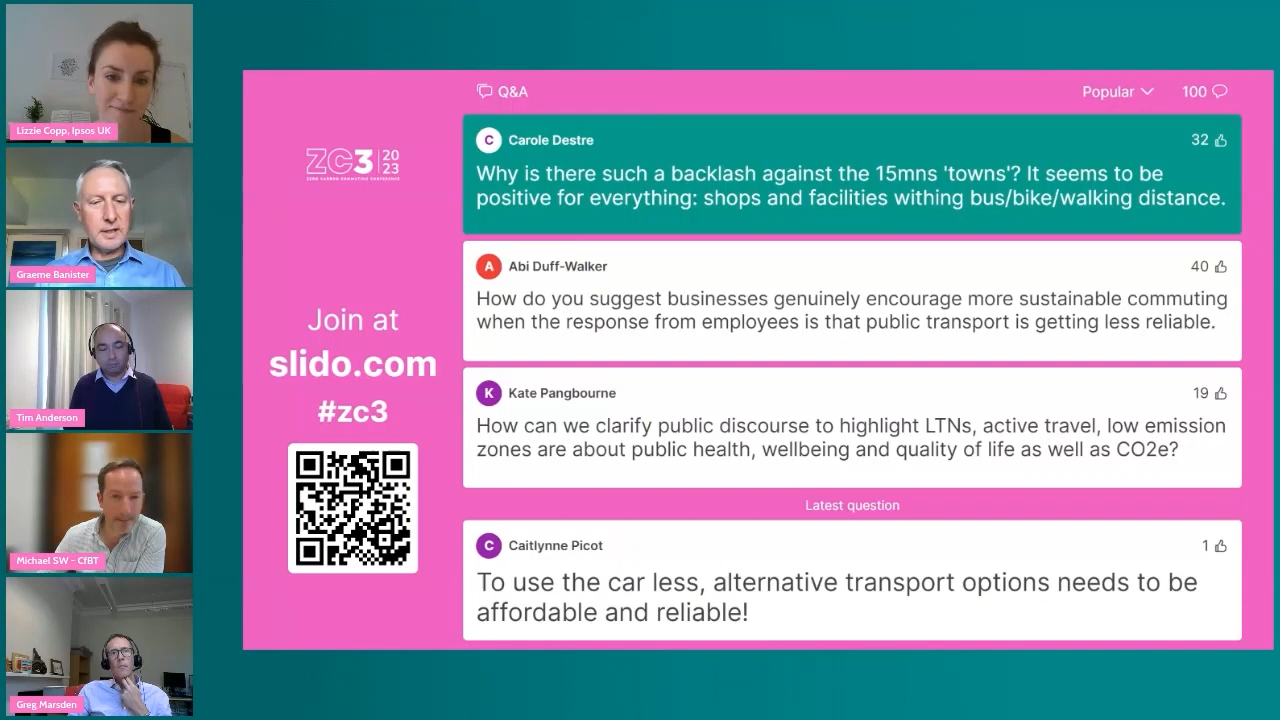 Lizzie Copp, Ipsos UK
Graeme Banister
Tim Anderson
Michael SW - CfBT
Greg Marsden
ZC3 20
23
Join at
slido.com
#zc3
Q&A
Popular
100
C
Carole Destre
32
Why is there such a backlash against the 15mns 'towns'? It seems to be
positive for everything: shops and facilities withing bus/bike/walking distance.
A
Abi Duff-Walker
40
How do you suggest businesses genuinely encourage more sustainable commuting
when the response from employees is that public transport is getting less reliable.
K
Kate Pangbourne
19
How can we clarify public discourse to highlight LTNs, active travel, low emission
zones are about public health, wellbeing and quality of life as well as CO2e?
Latest question
C
Caitlynne Picot
1
To use the car less, alternative transport options needs to be
affordable and reliable!